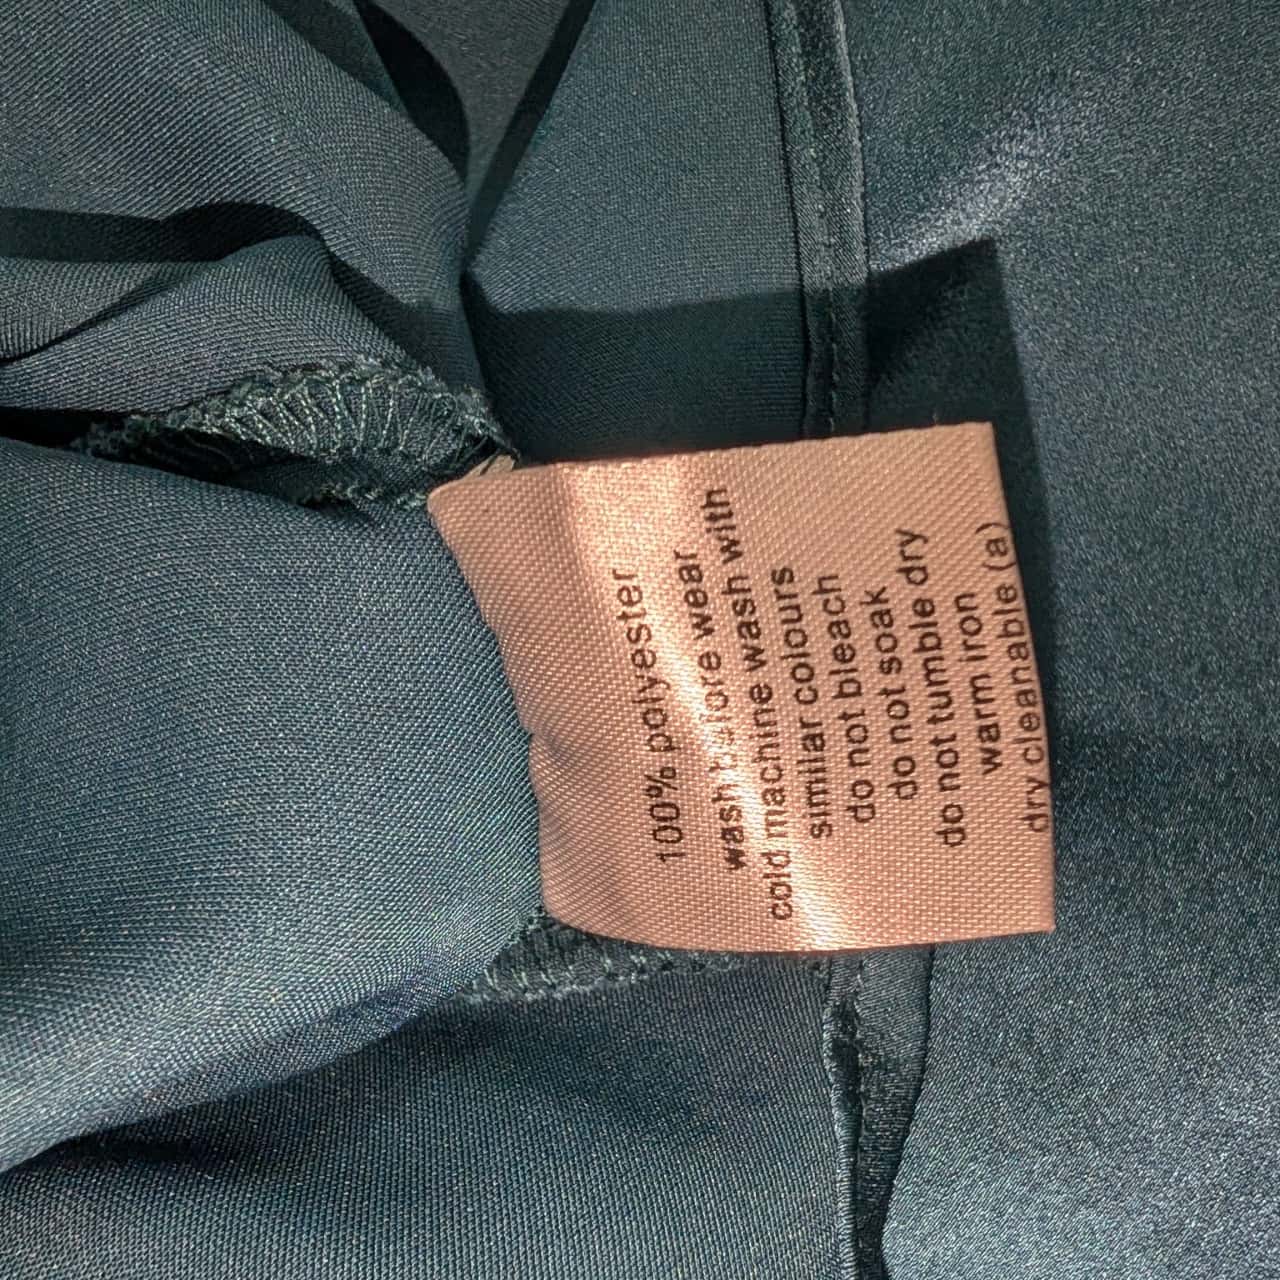 100% polyester
wash before wear
cold machine wash with
similar colours
do not bleach
do not soak
do not tumble dry
warm iron
dry cleanable (a)